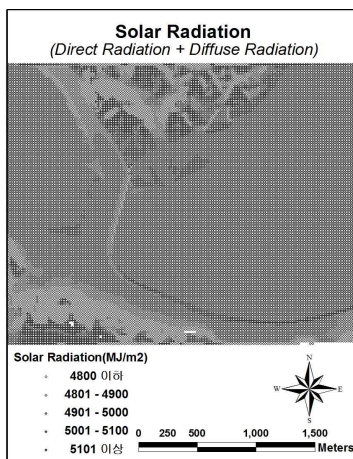 Solar Radiation
(Direct Radiation + Diffuse Radiation)
Solar Radiation(MJ/m2)
4800 이하
4801 - 4900
4901 - 5000
5001 - 5100
5101 이상
N
W E
S
0 250 500 1,000 1,500
Meters